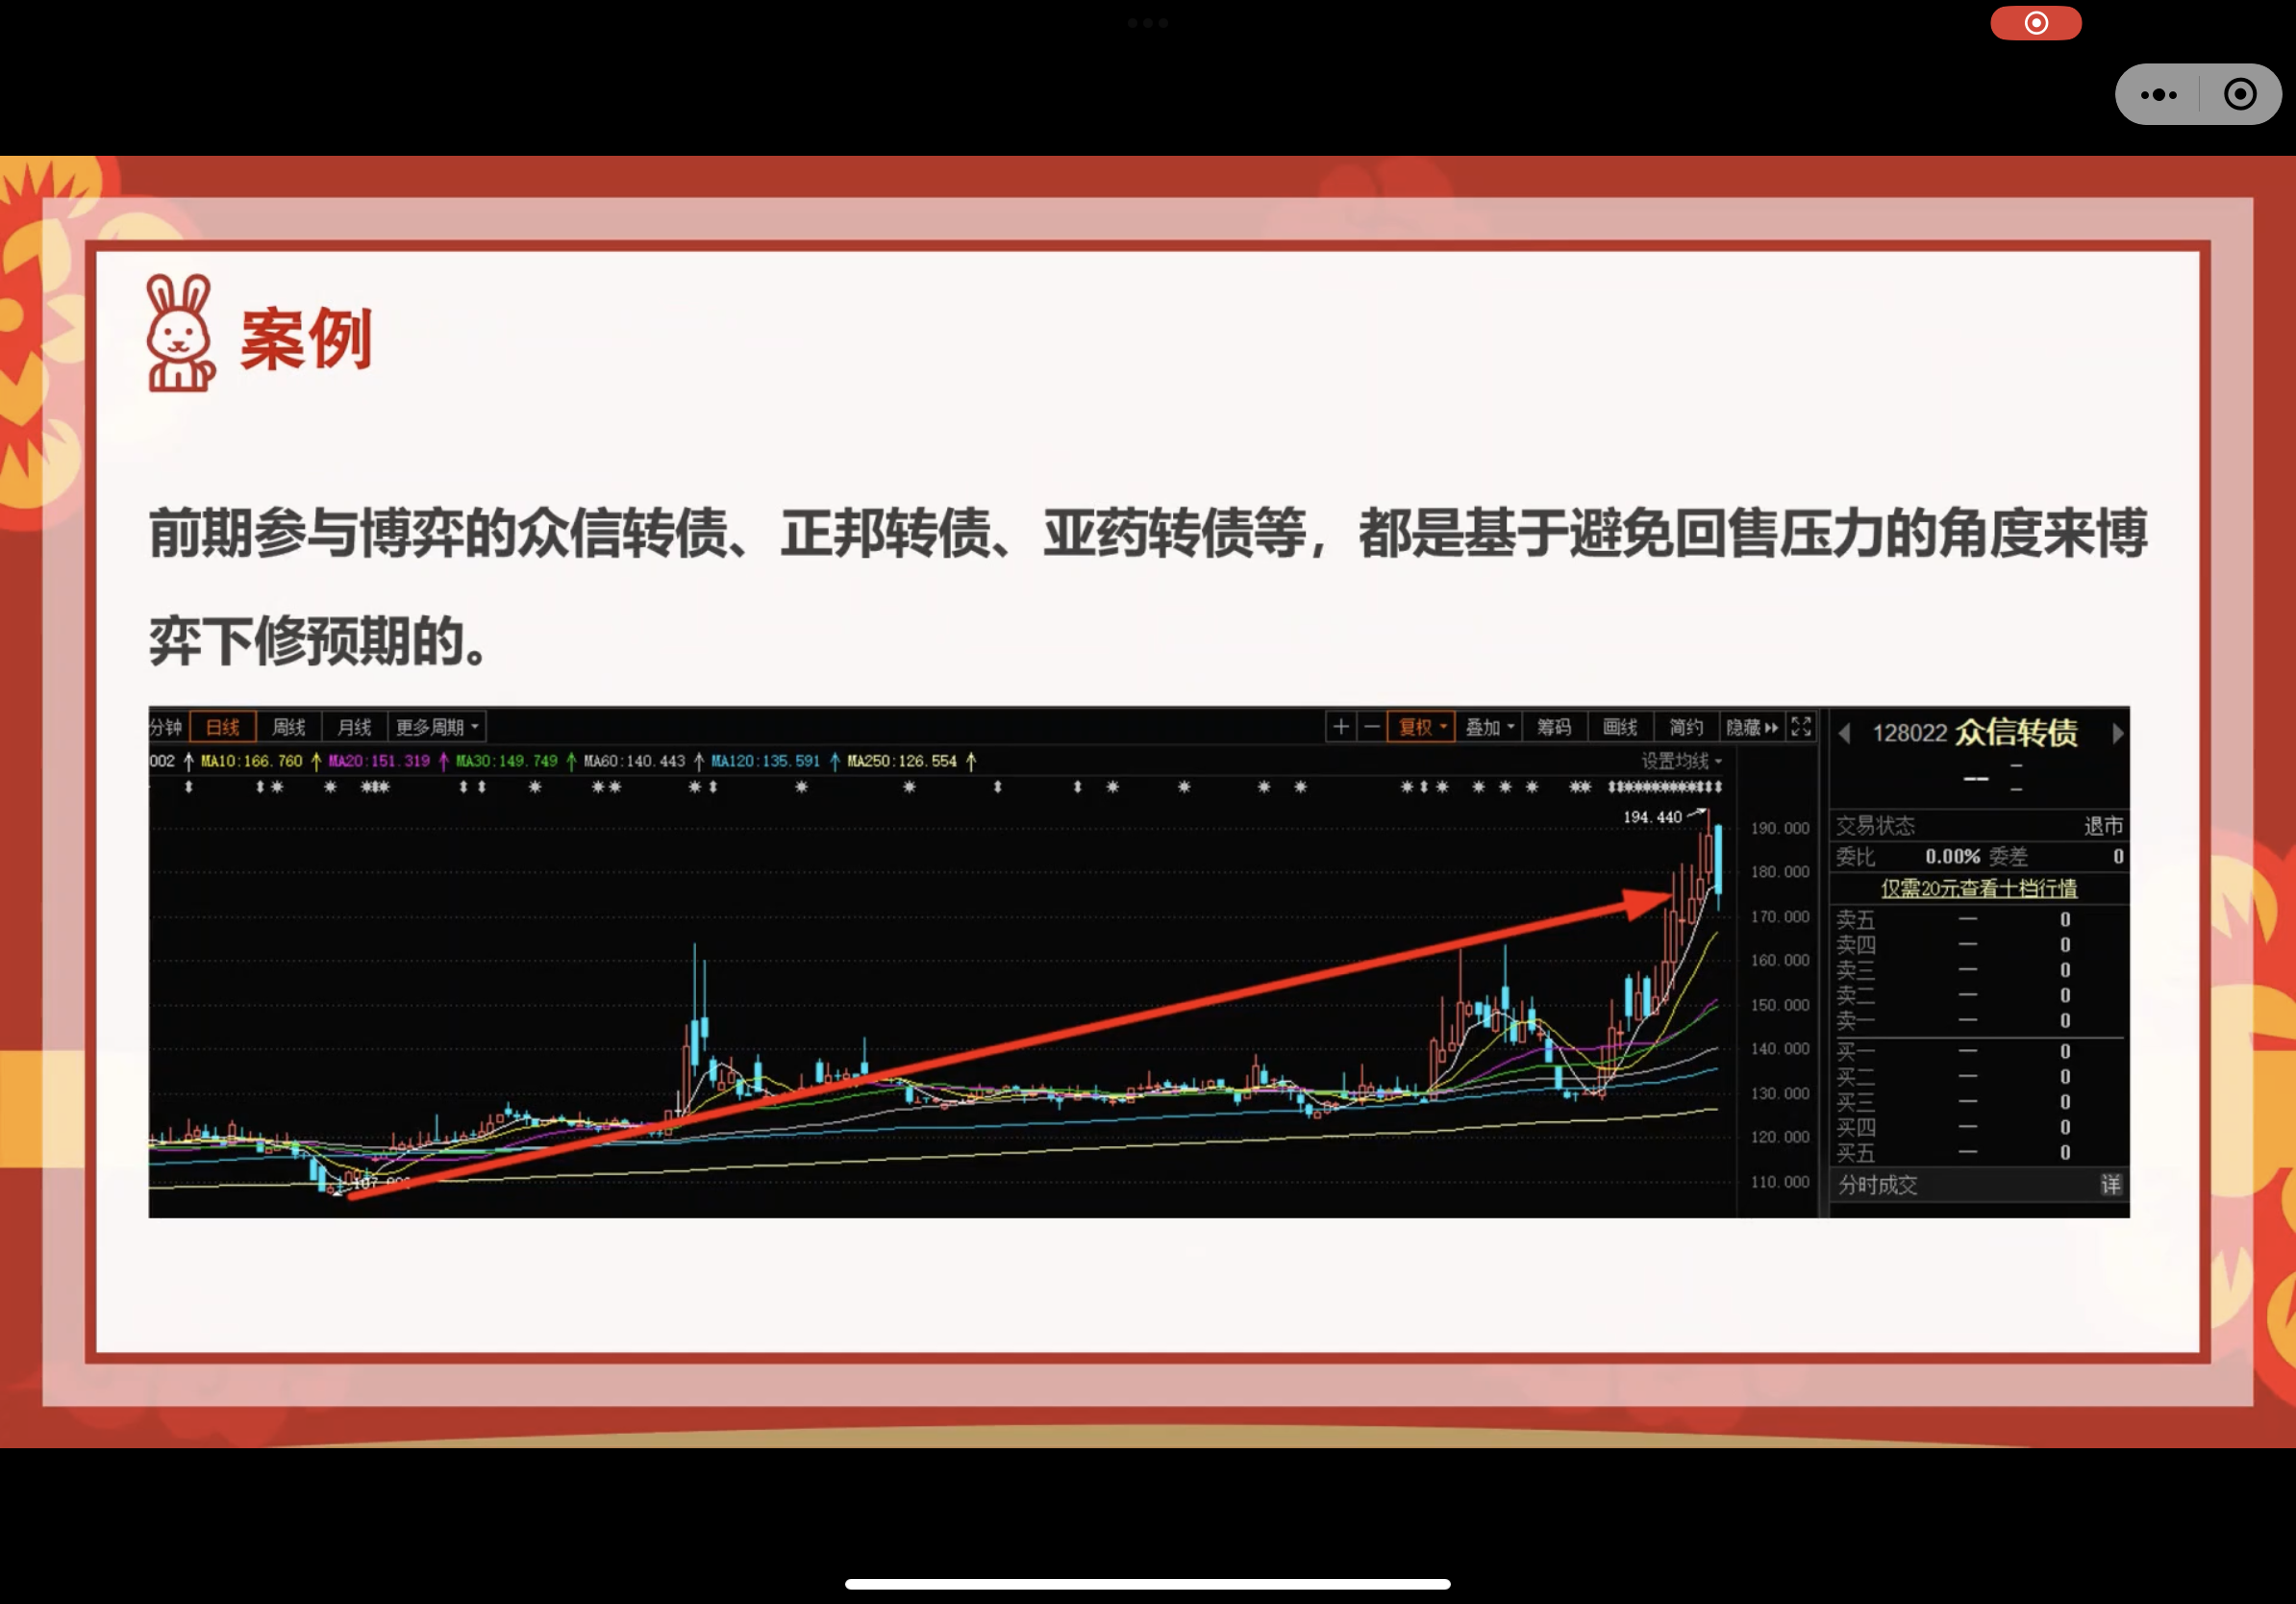 案例
前期参与博弈的众信转债、正邦转债、亚药转债等，都是基于避免回售压力的角度来博
弈下修预期的。
分钟 日线 周线 月线 更多周期 + — 复权 叠加 筹码 画线 简约 隐藏
128022 众信转债
002 ↑ MA10:166.760 ↑ MA20:151.319 ↑ MA30:149.749 ↑ MA60:140.443 ↑ MA120:135.591 ↑ MA250:126.554 ↑ 设置均线
-- — —
194.440
190.000
180.000
170.000
160.000
150.000
140.000
130.000
120.000
110.000
交易状态 退市
委比 0.00% 委差 0
仅需20元查看十档行情
卖五 — 0
卖四 — 0
卖三 — 0
卖二 — 0
卖一 — 0
买一 — 0
买二 — 0
买三 — 0
买四 — 0
买五 — 0
分时成交 详